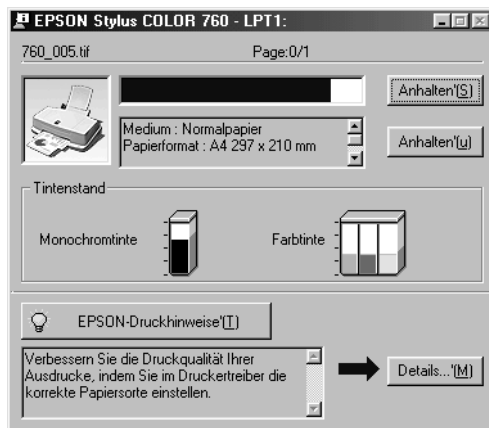 EPSON Stylus COLOR 760 - LPT1:
760_005.tif Page:0/1
Anhalten'(S)
Medium : Normalpapier
Papierformat : A4 297 x 210 mm
Anhalten'(u)
Tintenstand
Monochromtinte Farbtinte
EPSON-Druckhinweise'(T)
Verbessern Sie die Druckqualität Ihrer
Ausdrucke, indem Sie im Druckertreiber die
korrekte Papiersorte einstellen.
Details...'(M)